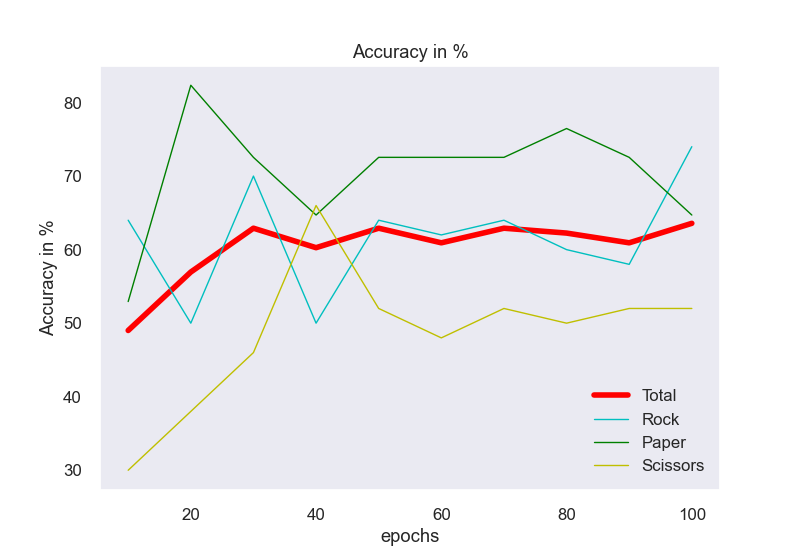 Accuracy in %
Accuracy in %
80
70
60
50
40
30
Total
Rock
Paper
Scissors
20 40 60 80 100
epochs